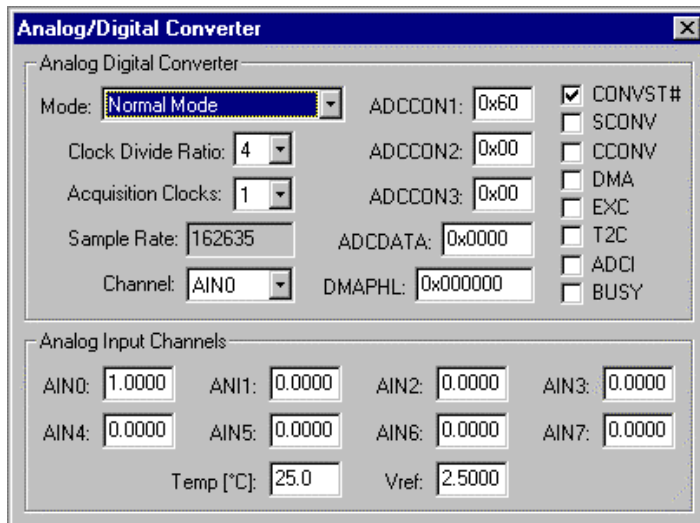 Analog/Digital Converter
Analog Digital Converter
Mode: Normal Mode ADCCON1: 0x60 CONVST#
SCONV
Clock Divide Ratio: 4 ADCCON2: 0x00 CCONV
DMA
Acquisition Clocks: 1 ADCCON3: 0x00 EXC
Sample Rate: 162635 ADCDATA: 0x0000 T2C
ADCI
Channel: AIN0 DMAPHL: 0x000000 BUSY
Analog Input Channels
AIN0: 1.0000 ANI1: 0.0000 AIN2: 0.0000 AIN3: 0.0000
AIN4: 0.0000 AIN5: 0.0000 AIN6: 0.0000 AIN7: 0.0000
Temp [°C]: 25.0 Vref: 2.5000